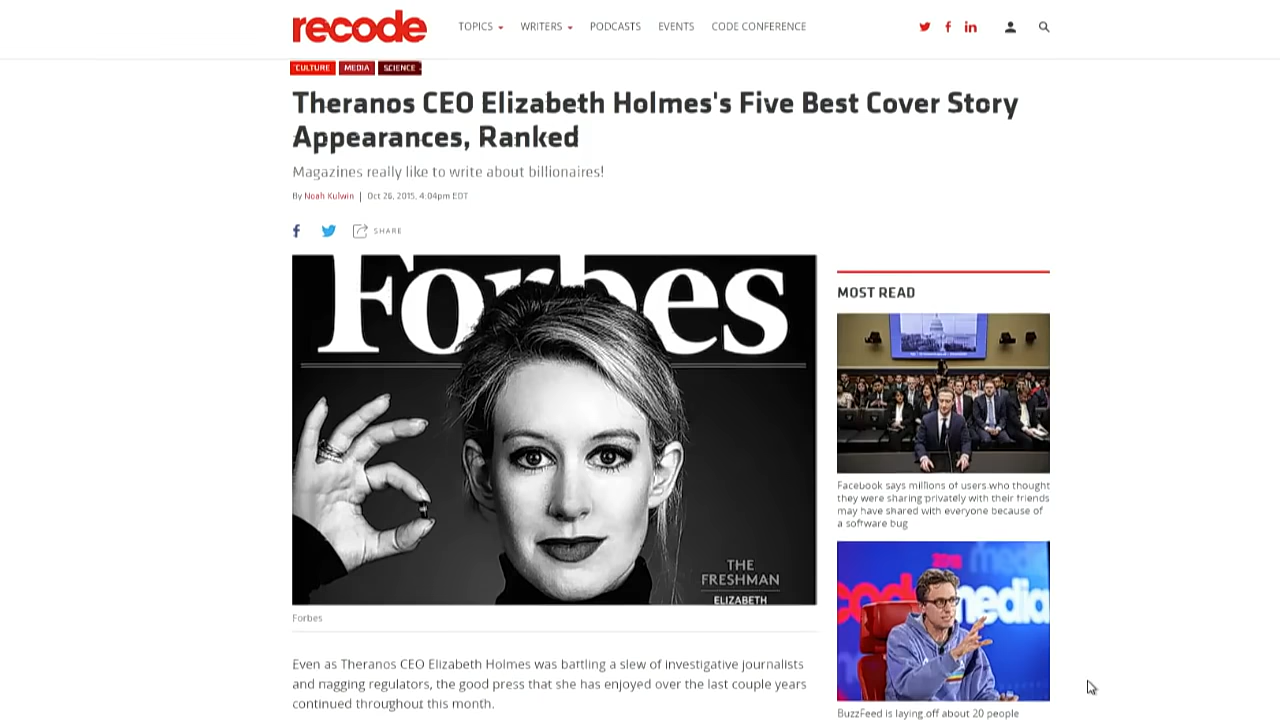 recode
TOPICS WRITERS PODCASTS EVENTS CODE CONFERENCE
CULTURE MEDIA SCIENCE
Theranos CEO Elizabeth Holmes's Five Best Cover Story
Appearances, Ranked
Magazines really like to write about billionaires!
By Noah Kulwin | Oct 26, 2015, 4:04pm EDT
SHARE
Forbes
THE
FRESHMAN
ELIZABETH
Forbes
Even as Theranos CEO Elizabeth Holmes was battling a slew of investigative journalists
and nagging regulators, the good press that she has enjoyed over the last couple years
continued throughout this month.
MOST READ
Facebook says millions of users who thought
they were sharing privately with their friends
may have shared with everyone because of
a software bug
2018 media
code media
BuzzFeed is laying off about 20 people